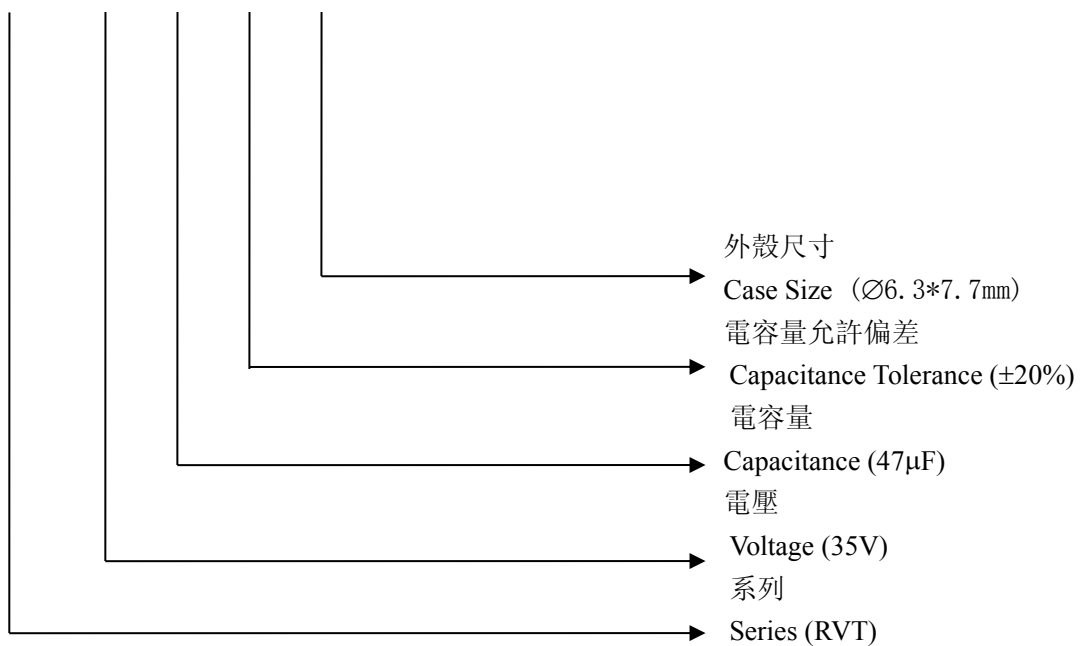 外殼尺寸
Case Size （∅6.3*7.7mm）
電容量允許偏差
Capacitance Tolerance (±20%)
電容量
Capacitance (47μF)
電壓
Voltage (35V)
系列
Series (RVT)